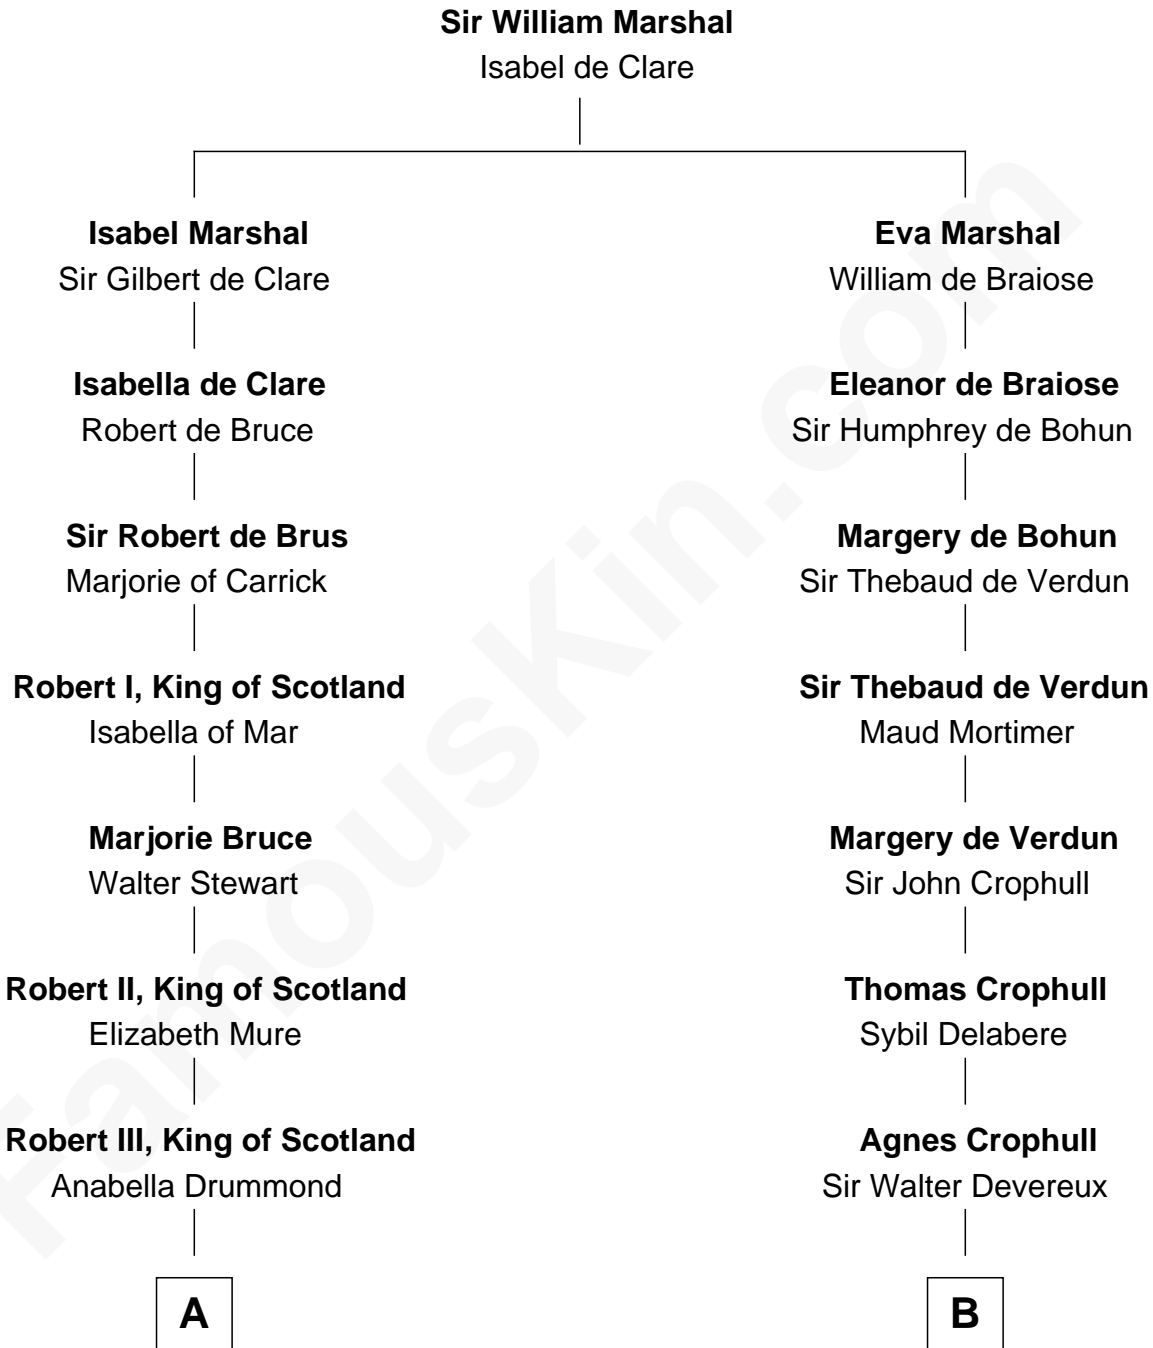 Sir William Marshal
Isabel de Clare
Isabel Marshal
Sir Gilbert de Clare
Eva Marshal
William de Braiose
Isabella de Clare
Robert de Bruce
Eleanor de Braiose
Sir Humphrey de Bohun
Sir Robert de Brus
Marjorie of Carrick
Margery de Bohun
Sir Thebaud de Verdun
Robert I, King of Scotland
Isabella of Mar
Sir Thebaud de Verdun
Maud Mortimer
Marjorie Bruce
Walter Stewart
Margery de Verdun
Sir John Crophull
Robert II, King of Scotland
Elizabeth Mure
Thomas Crophull
Sybil Delabere
Robert III, King of Scotland
Anabella Drummond
Agnes Crophull
Sir Walter Devereux
A
B
FamousKin.com